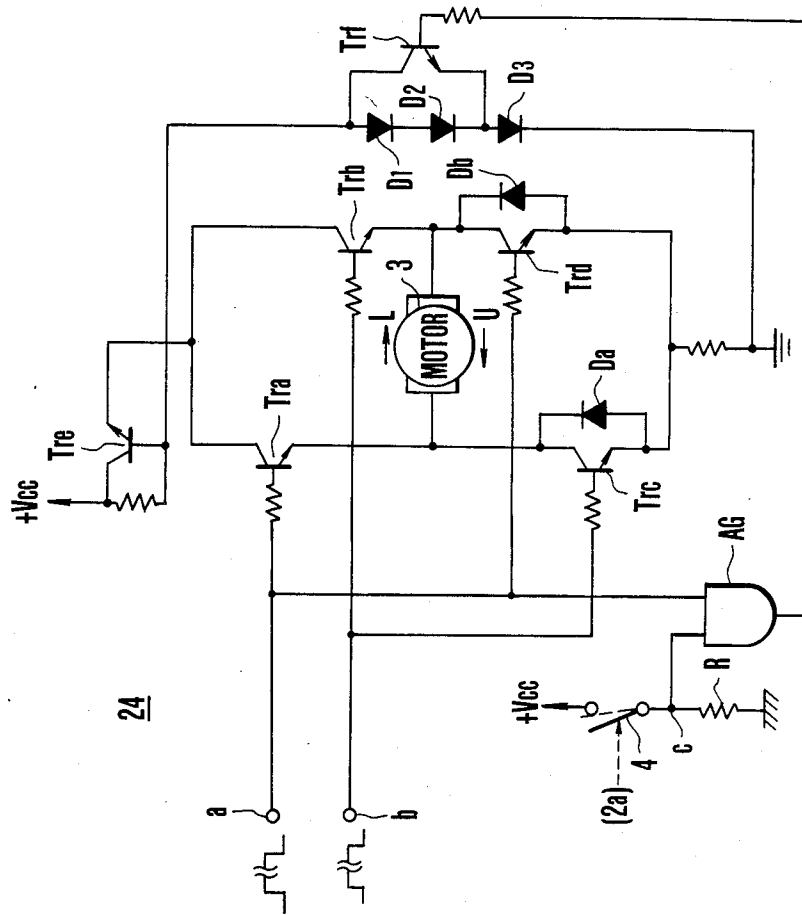 24
+Vcc
Tre
Tra
Trb
Trf
D1
D2
D3
Db
3
L
MOTOR
U
Trd
Da
Trc
a
b
+Vcc
(2a)
4
c
R
AG